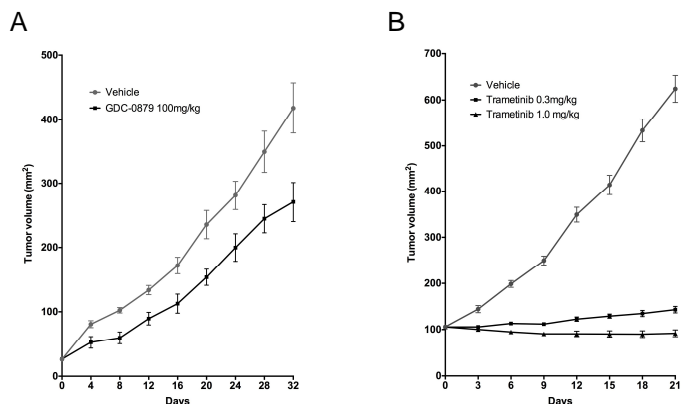 A
500
400
300
200
100
0
Tumor volume (mm²)
Vehicle
GDC-0879 100mg/kg
0 4 8 12 16 20 24 28 32
Days
B
700
600
500
400
300
200
100
0
Tumor volume (mm²)
Vehicle
Trametinib 0.3mg/kg
Trametinib 1.0 mg/kg
0 3 6 9 12 15 18 21
Days